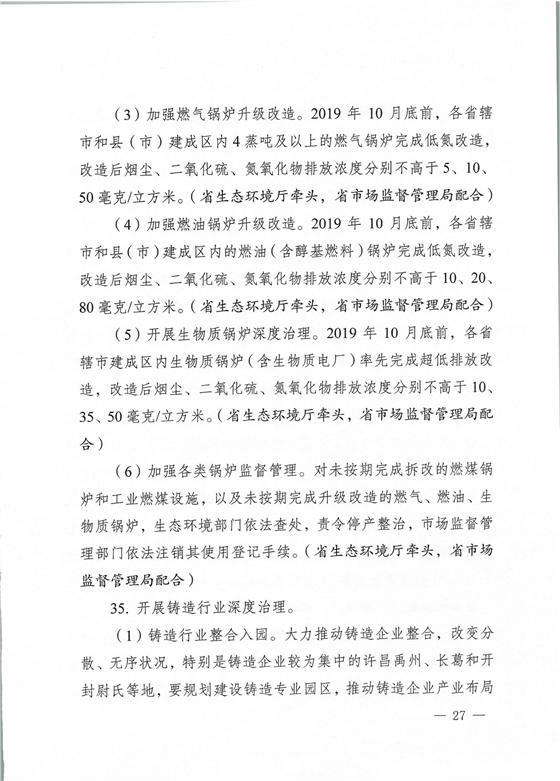 （3）加强燃气锅炉升级改造。2019 年 10 月底前，各省辖
市和县（市）建成区内 4 蒸吨及以上的燃气锅炉完成低氮改造，
改造后烟尘、二氧化硫、氮氧化物排放浓度分别不高于 5、10、
50 毫克/立方米。（省生态环境厅牵头，省市场监督管理局配合）
（4）加强燃油锅炉升级改造。2019 年 10 月底前，各省辖
市和县（市）建成区内的燃油（含醇基燃料）锅炉完成低氮改造，
改造后烟尘、二氧化硫、氮氧化物排放浓度分别不高于 10、20、
80 毫克/立方米。（省生态环境厅牵头，省市场监督管理局配合）
（5）开展生物质锅炉深度治理。2019 年 10 月底前，各省
辖市建成区内生物质锅炉（含生物质电厂）率先完成超低排放改
造，改造后烟尘、二氧化硫、氮氧化物排放浓度分别不高于 10、
35、50 毫克/立方米。（省生态环境厅牵头，省市场监督管理局配
合）
（6）加强各类锅炉监督管理。对未按期完成拆改的燃煤锅
炉和工业燃煤设施，以及未按期完成升级改造的燃气、燃油、生
物质锅炉，生态环境部门依法查处，责令停产整治，市场监督管
理部门依法注销其使用登记手续。（省生态环境厅牵头，省市场
监督管理局配合）
35. 开展铸造行业深度治理。
（1）铸造行业整合入园。大力推动铸造企业整合，改变分
散、无序状况，特别是铸造企业较为集中的许昌禹州、长葛和开
封尉氏等地，要规划建设铸造专业园区，推动铸造企业产业布局
— 27 —